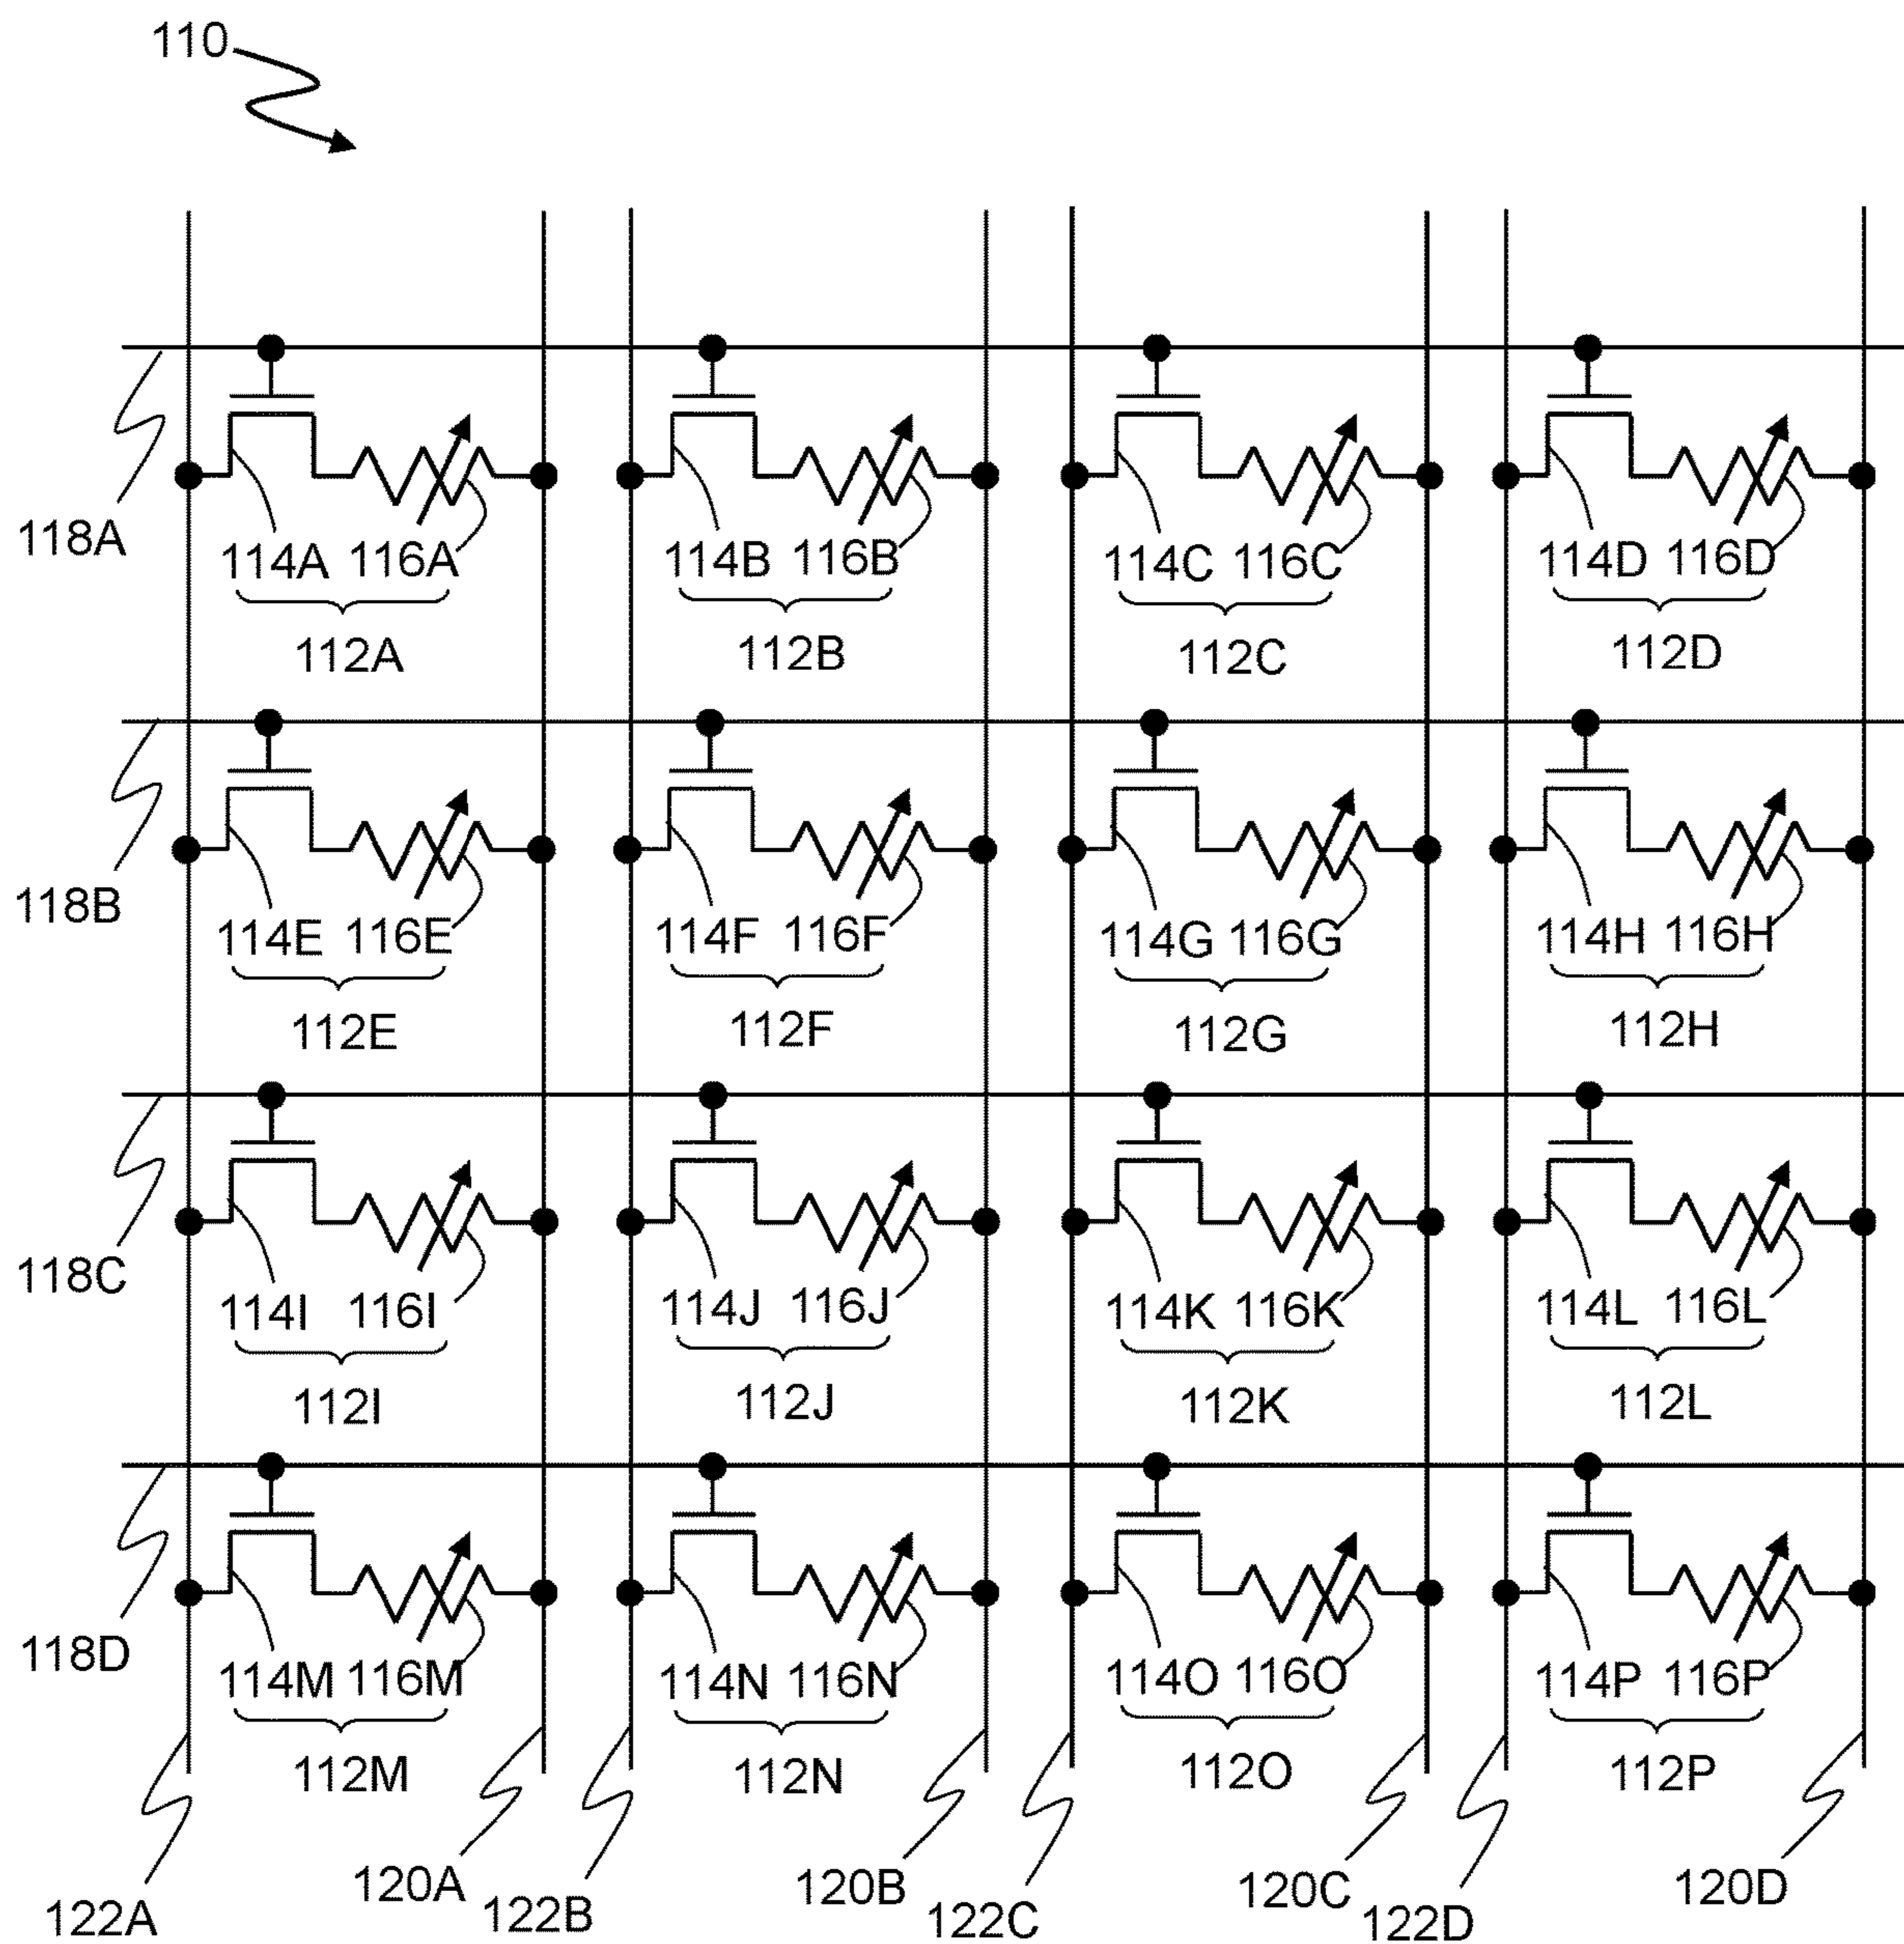 110
118A
114A 116A 114B 116B 114C 116C 114D 116D
112A 112B 112C 112D
118B
114E 116E 114F 116F 114G 116G 114H 116H
112E 112F 112G 112H
118C
114I 116I 114J 116J 114K 116K 114L 116L
112I 112J 112K 112L
118D
114M 116M 114N 116N 114O 116O 114P 116P
112M 112N 112O 112P
122A 120A 122B 120B 122C 120C 122D 120D